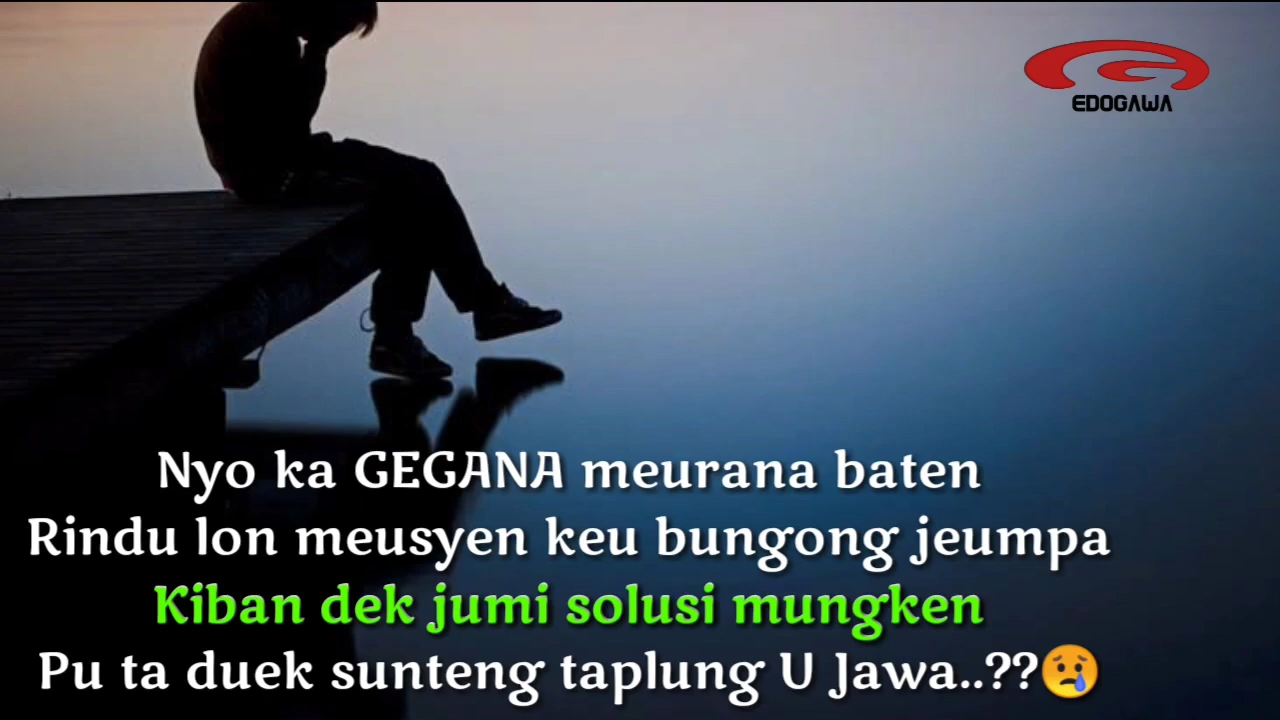 EDOGAWA
Nyo ka GEGANA meurana baten
Rindu lon meusyen keu bungong jeumpa
Kiban dek jumi solusi mungken
Pu ta duek sunteng taplung U Jawa..??😢